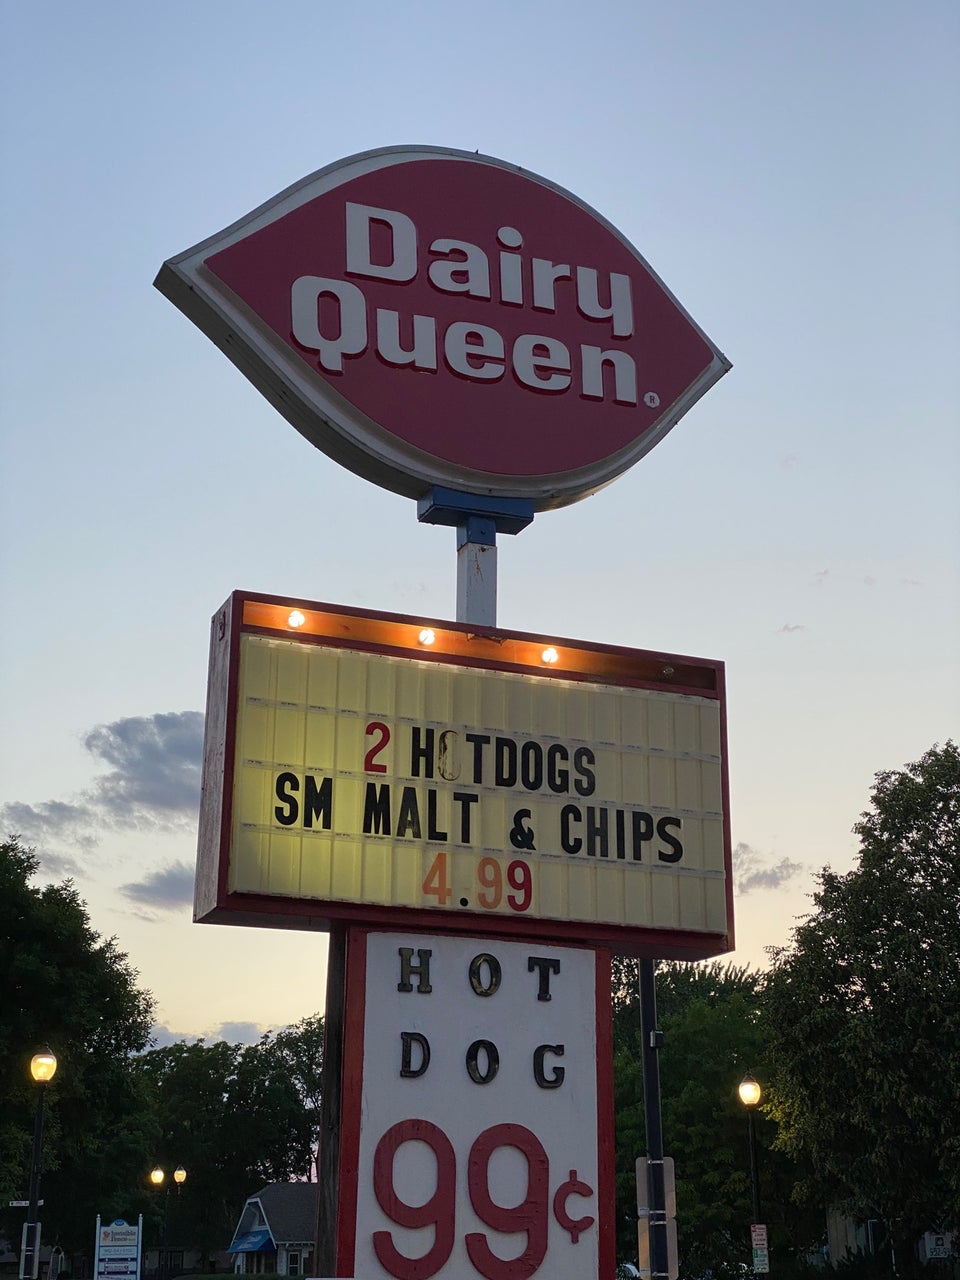 Dairy
Queen®
2 HOTDOGS
SM MALT & CHIPS
4.99
HOT
DOG
99¢